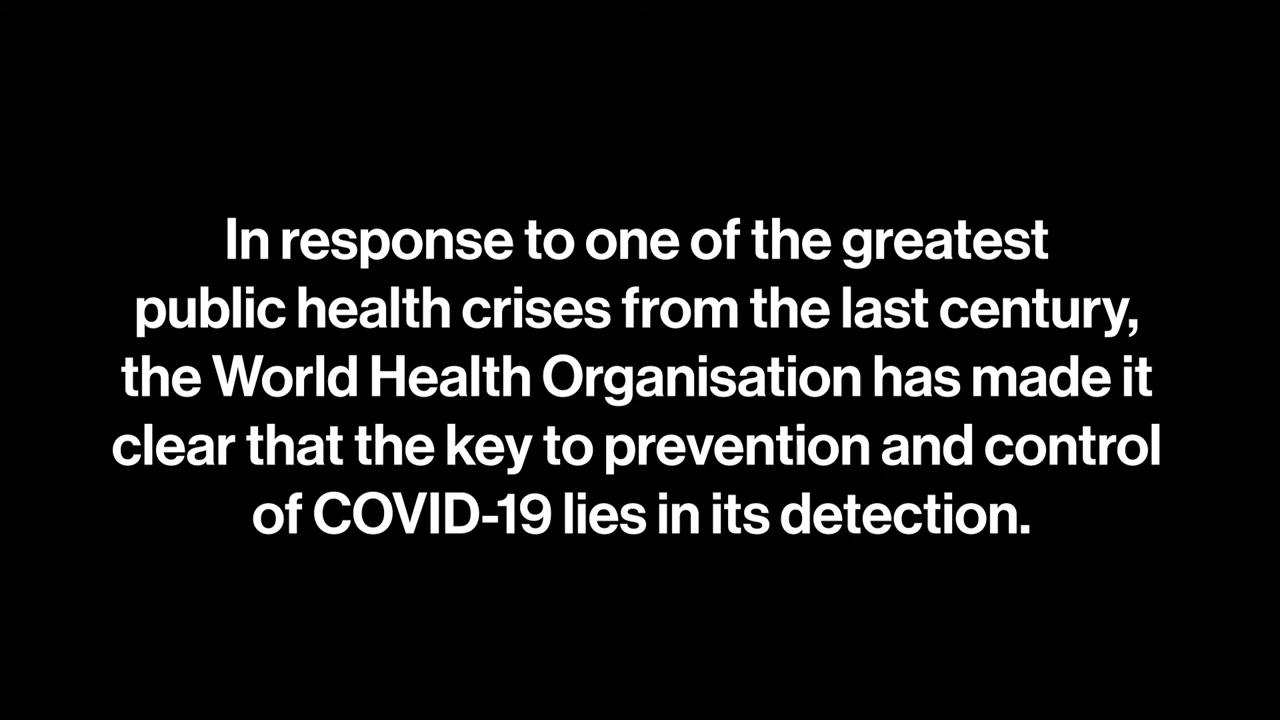 In response to one of the greatest
public health crises from the last century,
the World Health Organisation has made it
clear that the key to prevention and control
of COVID-19 lies in its detection.